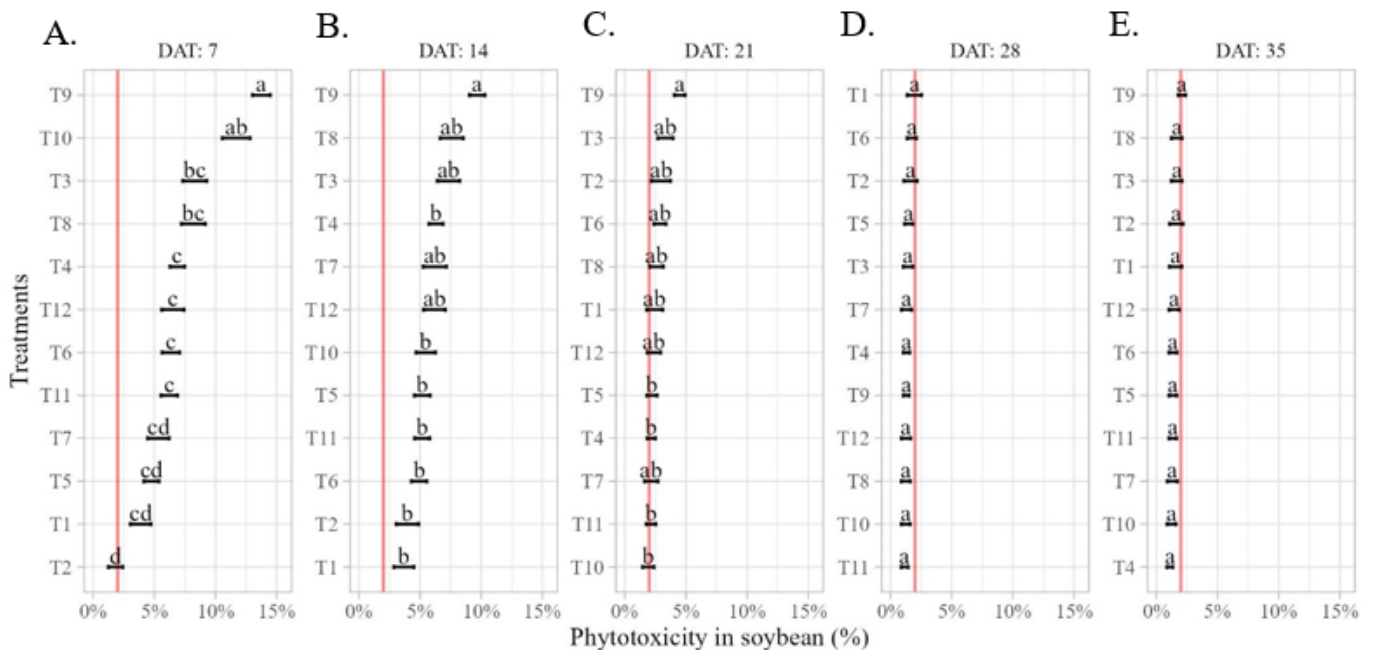 A. B. C. D. E.
DAT: 7 DAT: 14 DAT: 21 DAT: 28 DAT: 35
T9 a T9 a T9 a T1 a T9 a
T10 ab T8 ab T3 ab T6 a T8 a
T3 bc T3 ab T2 ab T2 a T3 a
T8 bc T4 b T6 ab T5 a T2 a
T4 c T7 ab T8 ab T3 a T1 a
T12 c T12 ab T1 ab T7 a T12 a
T6 c T10 b T12 ab T4 a T6 a
T11 c T5 b T5 b T9 a T5 a
T7 cd T11 b T4 b T12 a T11 a
T5 cd T6 b T7 ab T8 a T7 a
T1 cd T2 b T11 b T10 a T10 a
T2 d T1 b T10 b T11 a T4 a
Treatments
0% 5% 10% 15% 0% 5% 10% 15% 0% 5% 10% 15% 0% 5% 10% 15% 0% 5% 10% 15%
Phytotoxicity in soybean (%)